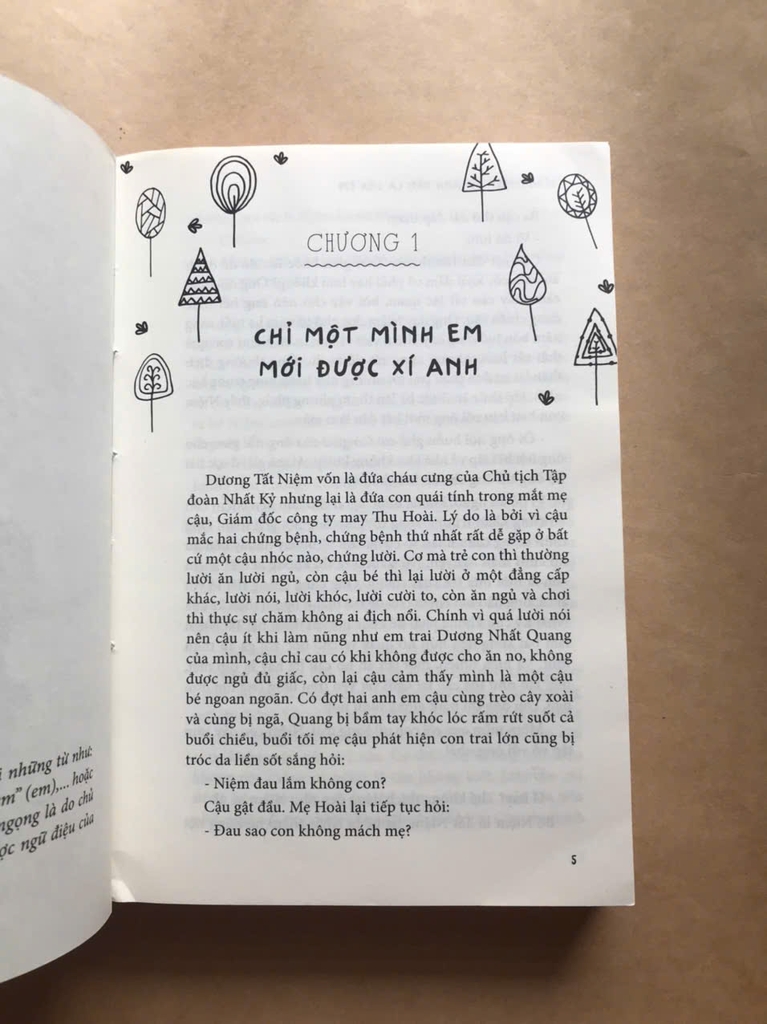 i những từ như:
m" (em),... hoặc
ngọng là do chủ
ợc ngữ điệu của
CHƯƠNG 1
CHỈ MỘT MÌNH EM
MỚI ĐƯỢC XÍ ANH
Dương Tất Niệm vốn là đứa cháu cưng của Chủ tịch Tập
đoàn Nhất Kỷ nhưng lại là đứa con quái tính trong mắt mẹ
cậu, Giám đốc công ty may Thu Hoài. Lý do là bởi vì cậu
mắc hai chứng bệnh, chứng bệnh thứ nhất rất dễ gặp ở bất
cứ một cậu nhóc nào, chứng lười. Cơ mà trẻ con thì thường
lười ăn lười ngủ, còn cậu bé thì lại lười ở một đẳng cấp
khác, lười nói, lười khóc, lười cười to, còn ăn ngủ và chơi
thì thực sự chăm không ai địch nổi. Chính vì quá lười nói
nên cậu ít khi làm nũng như em trai Dương Nhất Quang
của mình, cậu chỉ cau có khi không được cho ăn no, không
được ngủ đủ giấc, còn lại cậu cảm thấy mình là một cậu
bé ngoan ngoãn. Có đợt hai anh em cậu cùng trèo cây xoài
và cùng bị ngã, Quang bị bầm tay khóc lóc rấm rứt suốt cả
buổi chiều, buổi tối mẹ cậu phát hiện con trai lớn cũng bị
tróc da liền sốt sắng hỏi:
- Niệm đau lắm không con?
Cậu gật đầu. Mẹ Hoài lại tiếp tục hỏi:
- Đau sao con không mách mẹ?
5